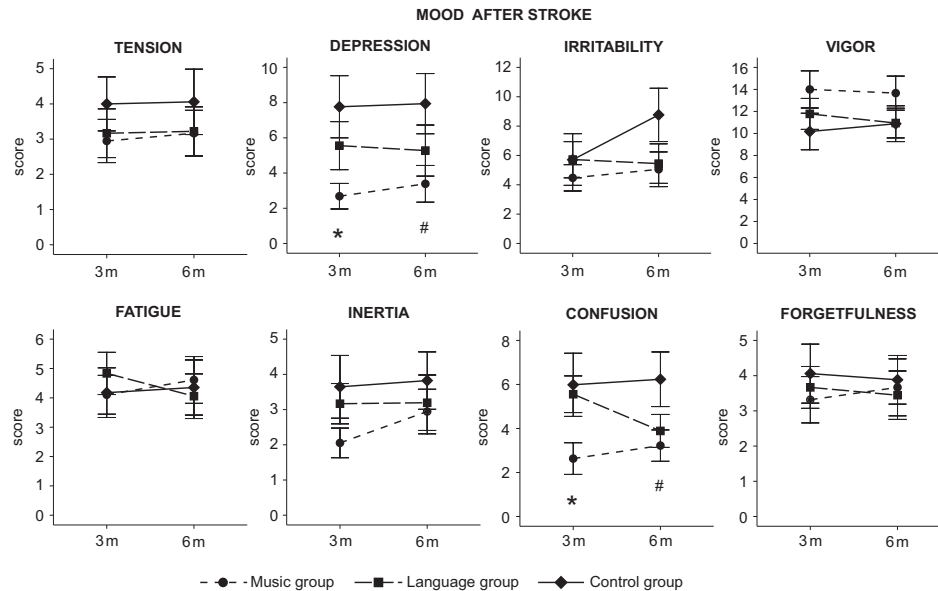 MOOD AFTER STROKE
TENSION
5
4
3
2
1
0
score
3m
6m
DEPRESSION
10
8
6
4
2
0
score
*
#
3m
6m
IRRITABILITY
12
10
8
6
4
2
0
score
3m
6m
VIGOR
16
14
12
10
8
6
4
2
0
score
3m
6m
FATIGUE
6
5
4
3
2
1
0
score
3m
6m
INERTIA
5
4
3
2
1
0
score
3m
6m
CONFUSION
8
6
4
2
0
score
*
#
3m
6m
FORGETFULNESS
5
4
3
2
1
0
score
3m
6m
Music group
Language group
Control group